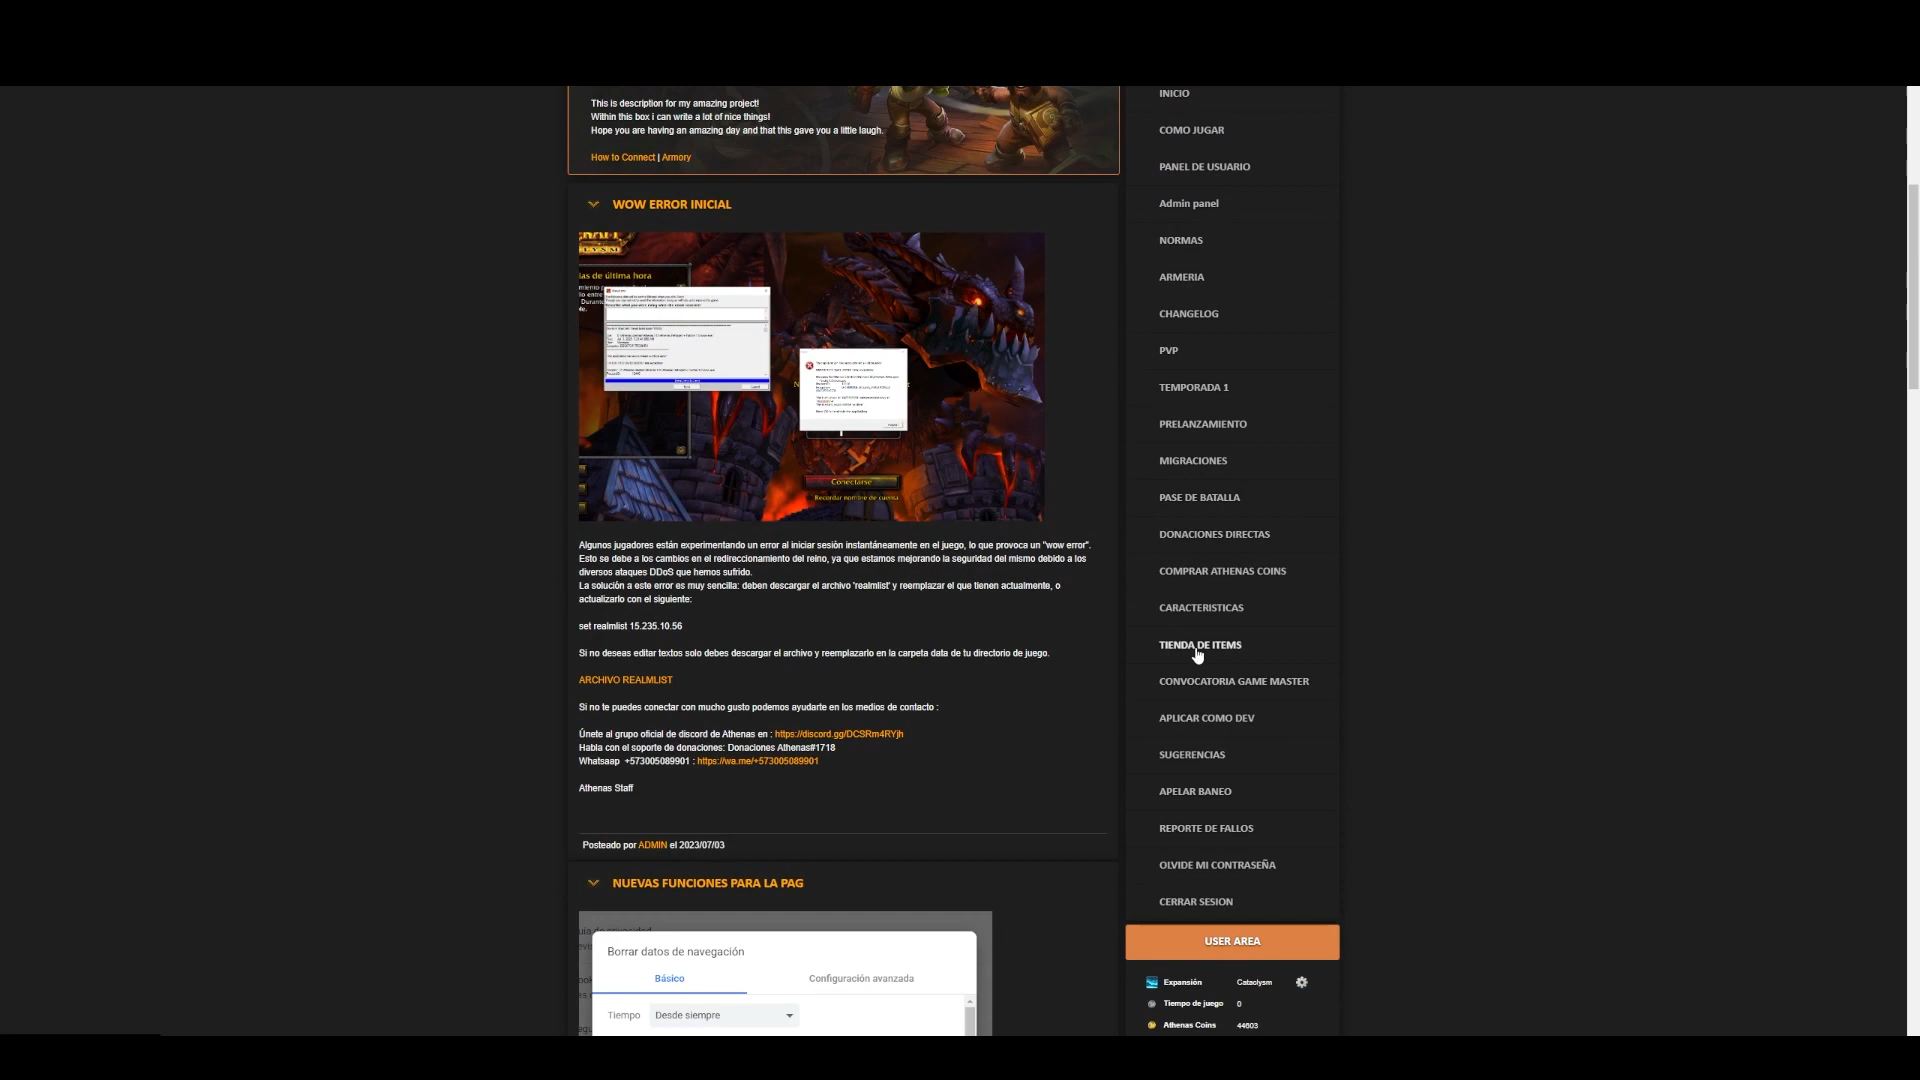 This is description for my amazing project!
Within this box i can write a lot of nice things!
Hope you are having an amazing day and that this gave you a little laugh.
How to Connect | Armory
WOW ERROR INICIAL
las de última hora
Conectarse
Recordar nombre de cuenta
Algunos jugadores están experimentando un error al iniciar sesión instantáneamente en el juego, lo que provoca un "wow error".
Esto se debe a los cambios en el redireccionamiento del reino, ya que estamos mejorando la seguridad del mismo debido a los
diversos ataques DDoS que hemos sufrido.
La solución a este error es muy sencilla: deben descargar el archivo 'realmlist' y reemplazar el que tienen actualmente, o
actualizarlo con el siguiente:
set realmlist 15.235.10.56
Si no deseas editar textos solo debes descargar el archivo y reemplazarlo en la carpeta data de tu directorio de juego.
ARCHIVO REALMLIST
Si no te puedes conectar con mucho gusto podemos ayudarte en los medios de contacto :
Únete al grupo oficial de discord de Athenas en : https://discord.gg/DCSRm4RYjh
Habla con el soporte de donaciones: Donaciones Athenas#1718
Whatsaap +573005089901 : https://wa.me/+573005089901
Athenas Staff
Posteado por ADMIN el 2023/07/03
NUEVAS FUNCIONES PARA LA PAG
Borrar datos de navegación
Básico
Configuración avanzada
Tiempo
Desde siempre
INICIO
COMO JUGAR
PANEL DE USUARIO
Admin panel
NORMAS
ARMERIA
CHANGELOG
PVP
TEMPORADA 1
PRELANZAMIENTO
MIGRACIONES
PASE DE BATALLA
DONACIONES DIRECTAS
COMPRAR ATHENAS COINS
CARACTERISTICAS
TIENDA DE ITEMS
CONVOCATORIA GAME MASTER
APLICAR COMO DEV
SUGERENCIAS
APELAR BANEO
REPORTE DE FALLOS
OLVIDE MI CONTRASEÑA
CERRAR SESION
USER AREA
Expansión Cataclysm
Tiempo de juego 0
Athenas Coins 44603